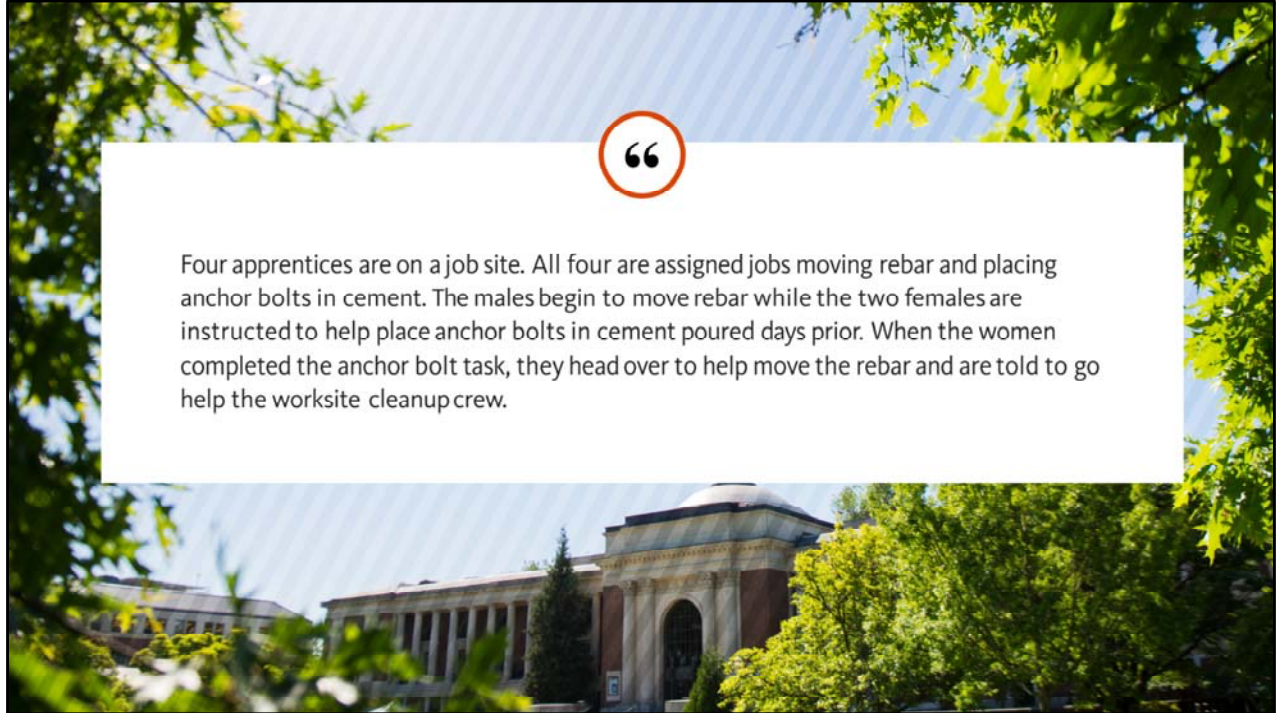 “
Four apprentices are on a job site. All four are assigned jobs moving rebar and placing
anchor bolts in cement. The males begin to move rebar while the two females are
instructed to help place anchor bolts in cement poured days prior. When the women
completed the anchor bolt task, they head over to help move the rebar and are told to go
help the worksite cleanup crew.